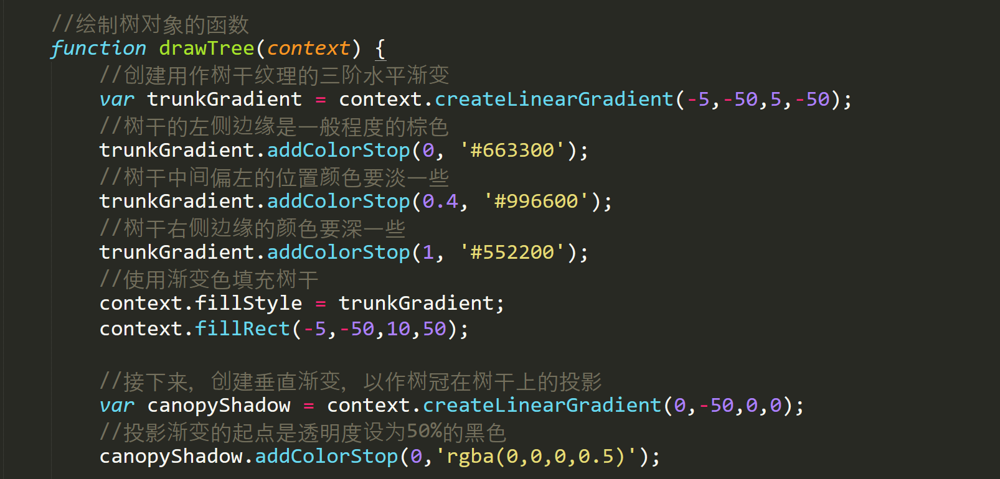 //绘制树对象的函数
function drawTree(context) {
//创建用作树干纹理的三阶水平渐变
var trunkGradient = context.createLinearGradient(-5,-50,5,-50);
//树干的左侧边缘是一般程度的棕色
trunkGradient.addColorStop(0, '#663300');
//树干中间偏左的位置颜色要淡一些
trunkGradient.addColorStop(0.4, '#996600');
//树干右侧边缘的颜色要深一些
trunkGradient.addColorStop(1, '#552200');
//使用渐变色填充树干
context.fillStyle = trunkGradient;
context.fillRect(-5,-50,10,50);
//接下来，创建垂直渐变，以作树冠在树干上的投影
var canopyShadow = context.createLinearGradient(0,-50,0,0);
//投影渐变的起点是透明度设为50%的黑色
canopyShadow.addColorStop(0,'rgba(0,0,0,0.5)');